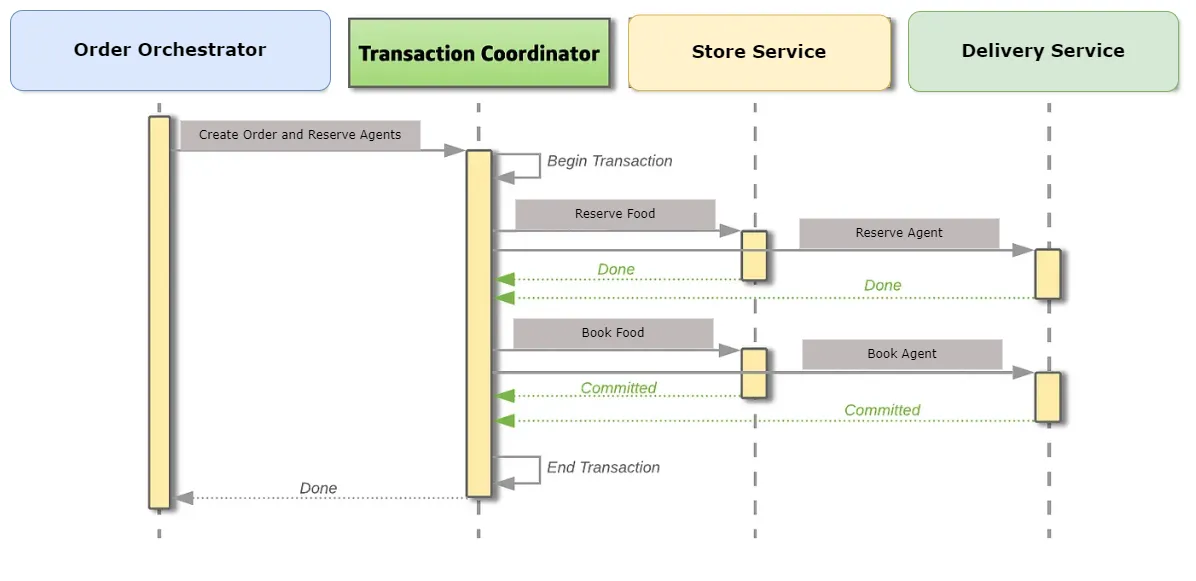 Order Orchestrator
Transaction Coordinator
Store Service
Delivery Service
Create Order and Reserve Agents
Begin Transaction
Reserve Food
Reserve Agent
Done
Done
Book Food
Book Agent
Committed
Committed
End Transaction
Done